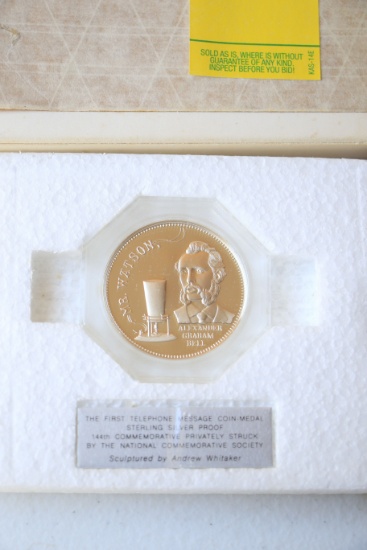 SOLD AS IS, WHERE IS WITHOUT
GUARANTEE OF ANY KIND.
INSPECT BEFORE YOU BID!
WATSON,
ALEXANDER
GRAHAM
BELL
THE FIRST TELEPHONE MESSAGE COIN-MEDAL
STERLING SILVER PROOF
COMMEMORATIVE PRIVATELY STRUCK
BY THE NATIONAL COMMEMORATIVE SOCIETY
Sculptured by Andrew Whitaker